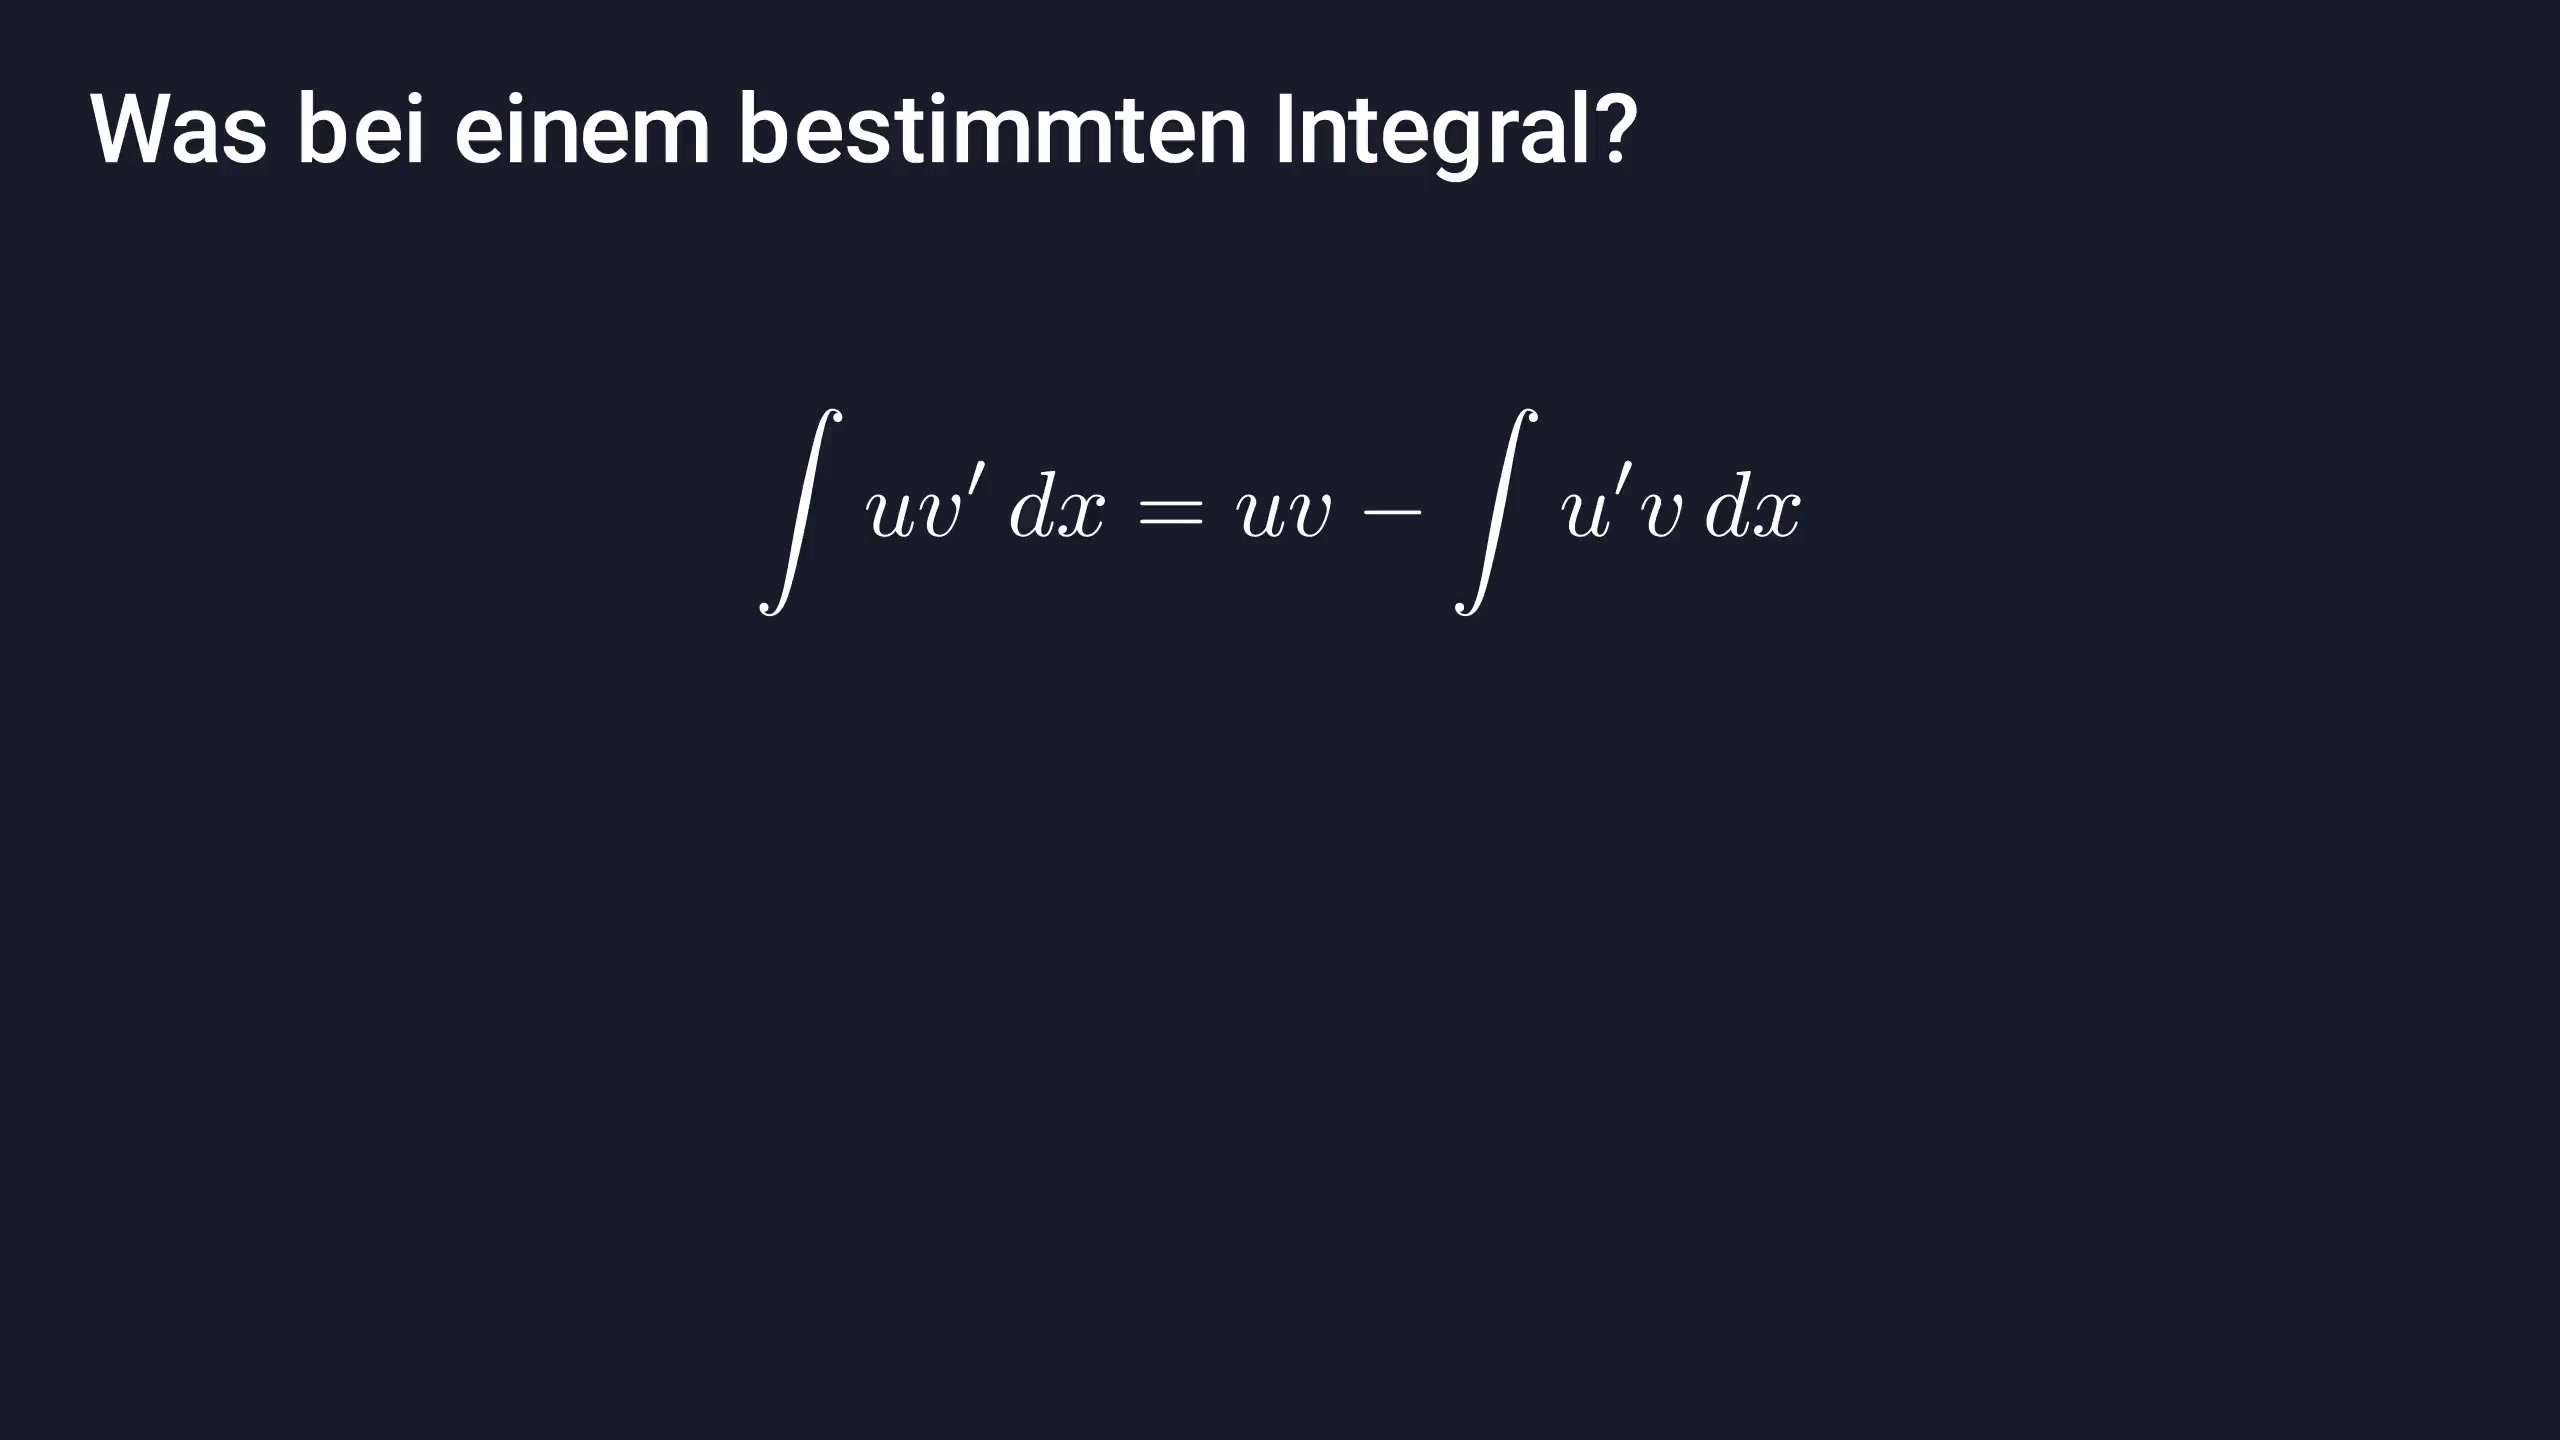 Was bei einem bestimmten Integral?
∫ uv′ dx = uv − ∫ u′v dx